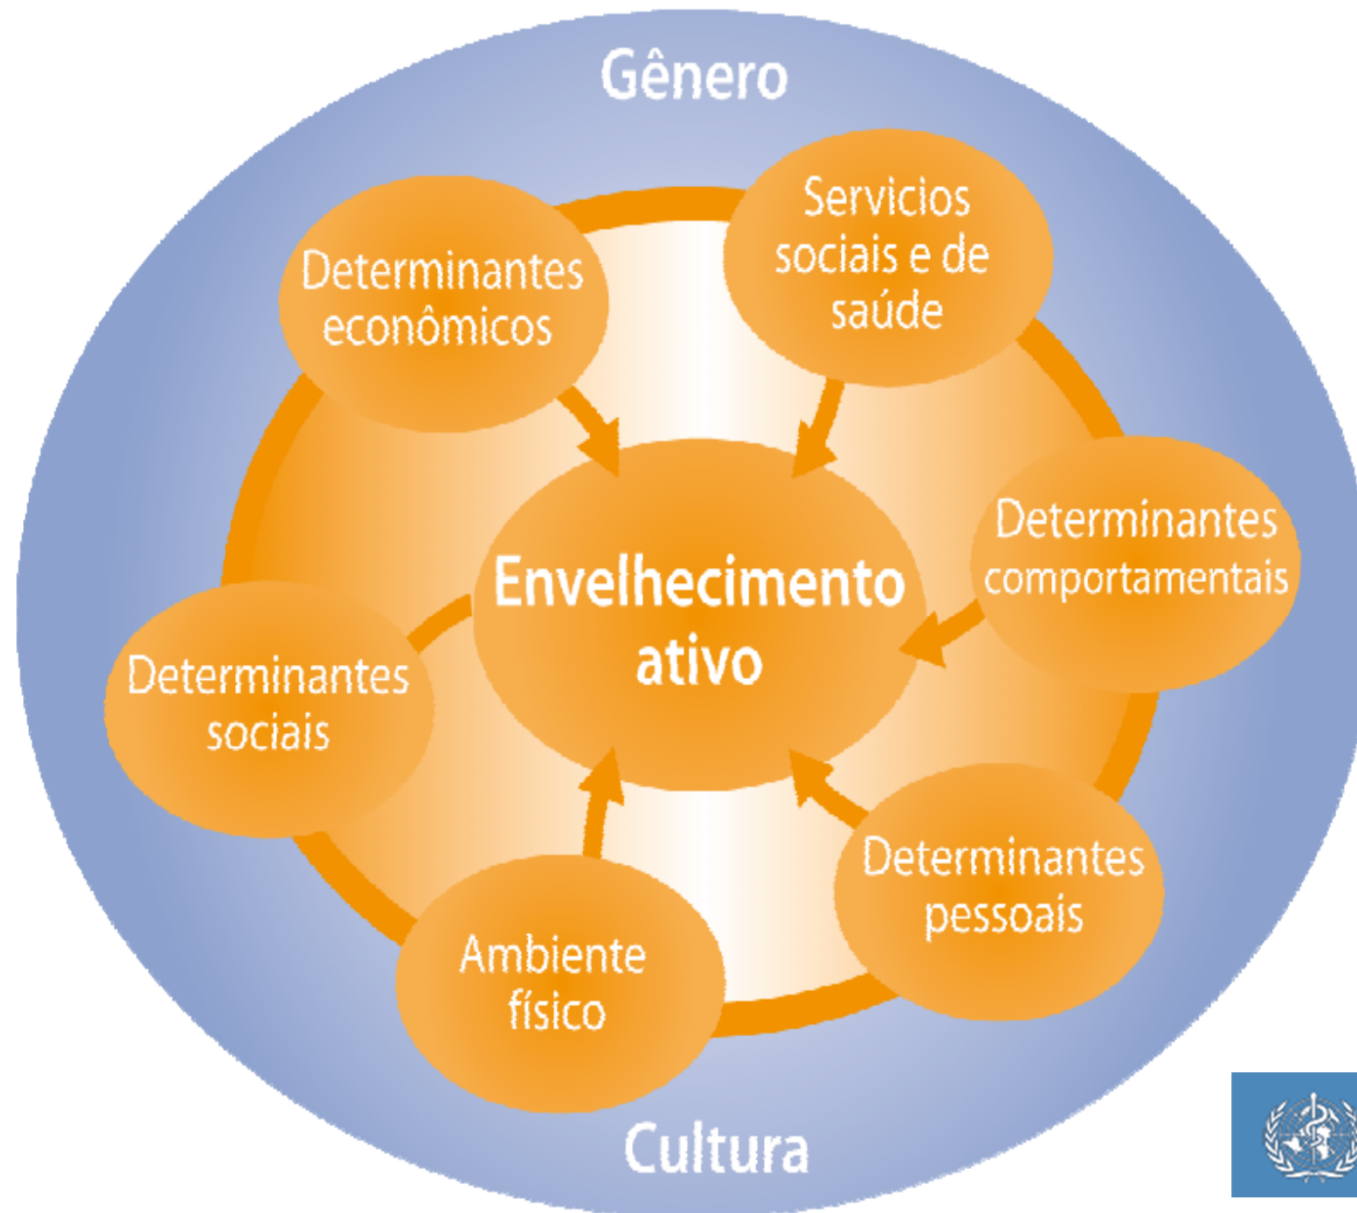 Gênero
Servicios
sociais e de
saúde
Determinantes
econômicos
Determinantes
comportamentais
Envelhecimento
ativo
Determinantes
sociais
Determinantes
pessoais
Ambiente
físico
Cultura